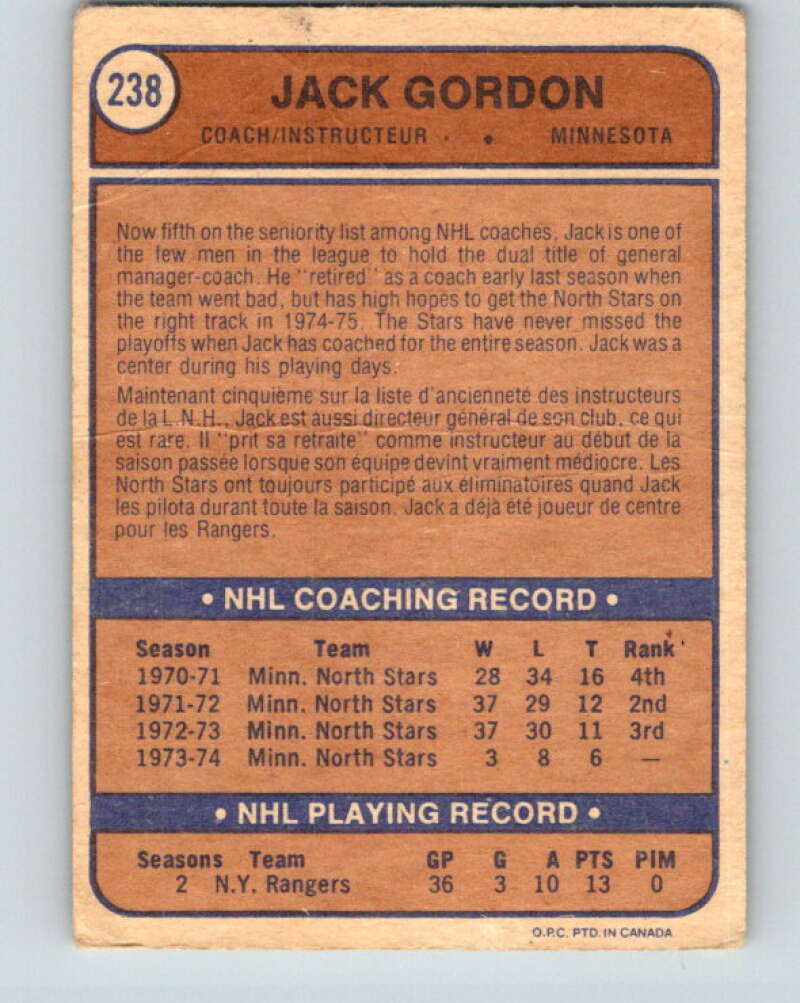 238
JACK GORDON
COACH/INSTRUCTEUR • • MINNESOTA
Now fifth on the seniority list among NHL coaches, Jack is one of
the few men in the league to hold the dual title of general
manager-coach. He "retired" as a coach early last season when
the team went bad, but has high hopes to get the North Stars on
the right track in 1974-75. The Stars have never missed the
playoffs when Jack has coached for the entire season. Jack was a
center during his playing days.
Maintenant cinquième sur la liste d'ancienneté des instructeurs
de la L.N.H., Jack est aussi directeur général de son club, ce qui
est rare. Il "prit sa retraite" comme instructeur au début de la
saison passée lorsque son équipe devint vraiment médiocre. Les
North Stars ont toujours participé aux éliminatoires quand Jack
les pilota durant toute la saison. Jack a déjà été joueur de centre
pour les Rangers.
• NHL COACHING RECORD •
Season Team W L T Rank
1970-71 Minn. North Stars 28 34 16 4th
1971-72 Minn. North Stars 37 29 12 2nd
1972-73 Minn. North Stars 37 30 11 3rd
1973-74 Minn. North Stars 3 8 6 —
• NHL PLAYING RECORD •
Seasons Team GP G A PTS PIM
2 N.Y. Rangers 36 3 10 13 0
O.P.C. PTD. IN CANADA